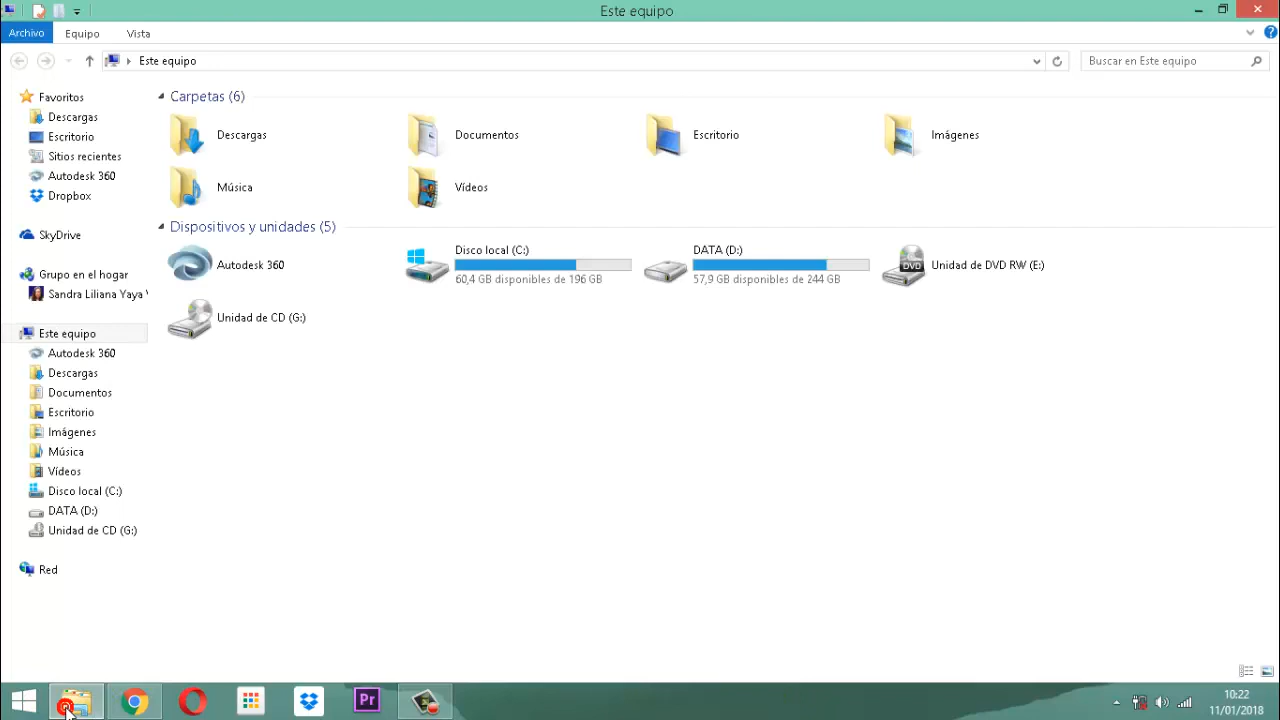 Este equipo
Archivo
Equipo
Vista
Este equipo
Buscar en Este equipo
Favoritos
Descargas
Escritorio
Sitios recientes
Autodesk 360
Dropbox
SkyDrive
Grupo en el hogar
Sandra Liliana Yaya
Este equipo
Autodesk 360
Descargas
Documentos
Escritorio
Imágenes
Música
Vídeos
Disco local (C:)
DATA (D:)
Unidad de CD (G:)
Red
Carpetas (6)
Descargas
Documentos
Escritorio
Imágenes
Música
Vídeos
Dispositivos y unidades (5)
Autodesk 360
Disco local (C:)
60,4 GB disponibles de 196 GB
DATA (D:)
57,9 GB disponibles de 244 GB
DVD
Unidad de DVD RW (E:)
Unidad de CD (G:)
Pr
10:22
11/01/2018